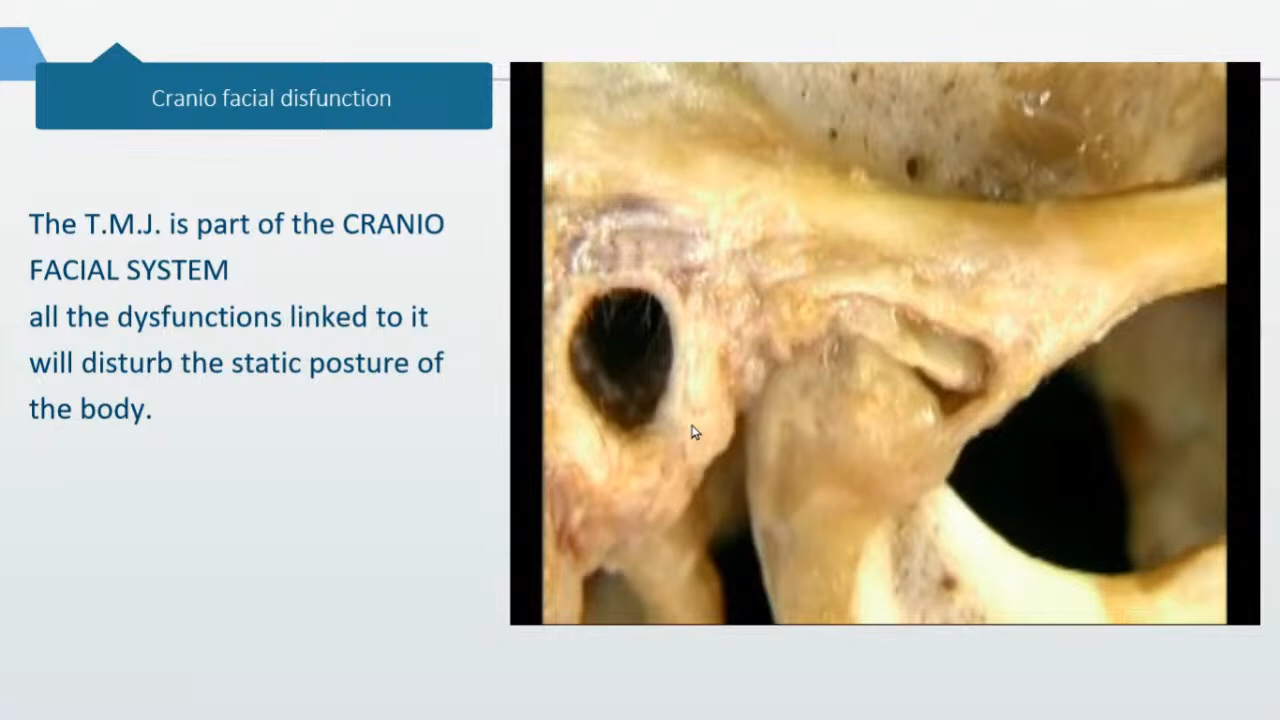 Cranio facial disfunction
The T.M.J. is part of the CRANIO
FACIAL SYSTEM
all the dysfunctions linked to it
will disturb the static posture of
the body.